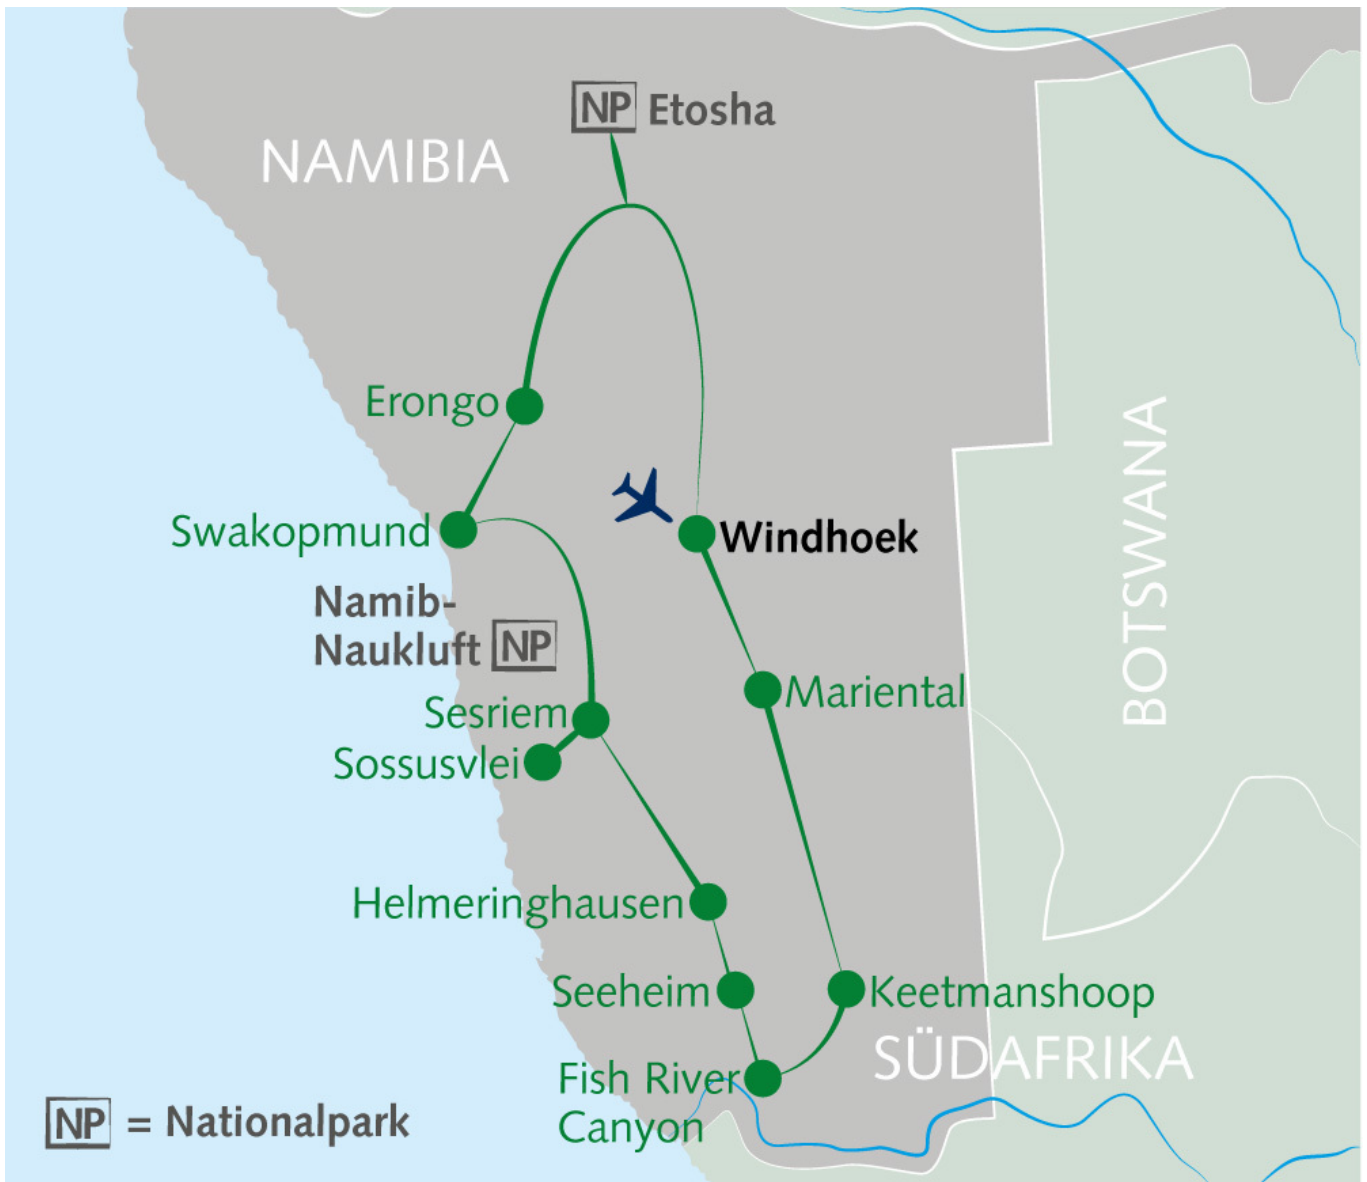 NP Etosha
NAMIBIA
Erongo
BOTSWANA
Swakopmund
Windhoek
Namib-
Naukluft NP
Mariental
Sesriem
Sossusvlei
Helmeringhausen
Seeheim
Keetmanshoop
SÜDAFRIKA
Fish River
Canyon
NP = Nationalpark